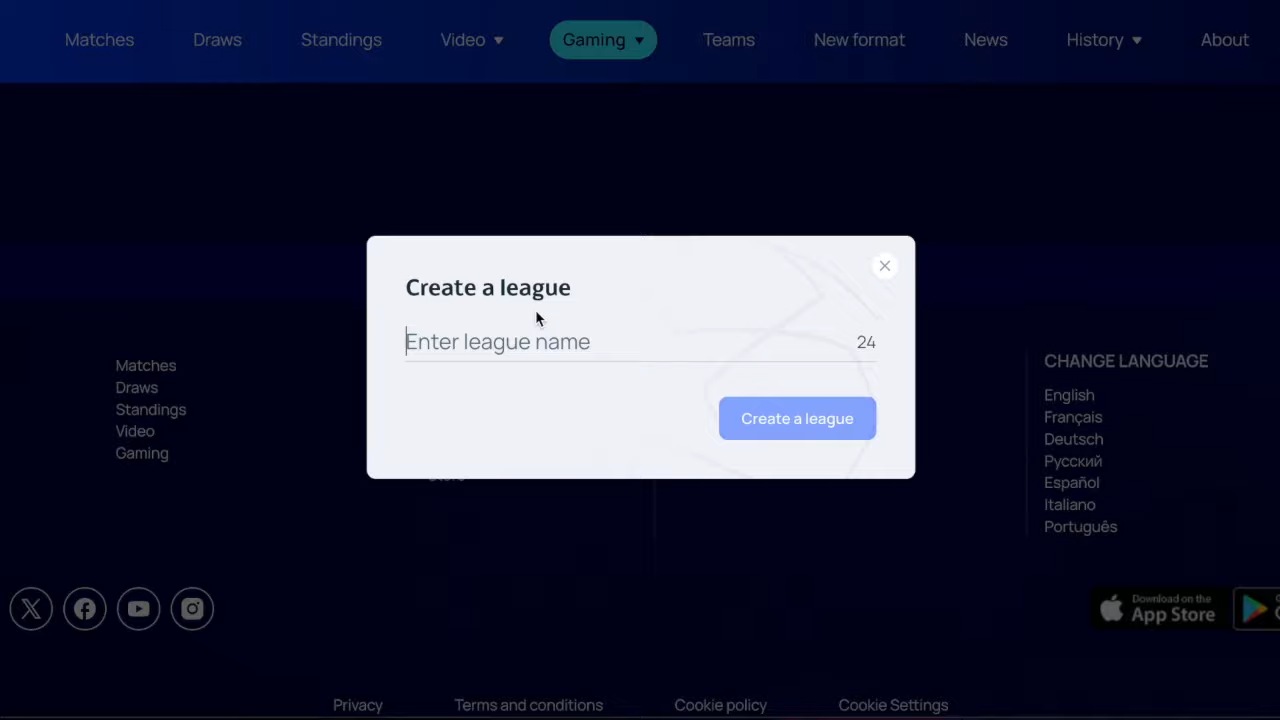 Matches Draws Standings Video Gaming Teams New format News History About
Create a league
Enter league name 24
Create a league
Matches
Draws
Standings
Video
Gaming
CHANGE LANGUAGE
English
Français
Deutsch
Русский
Español
Italiano
Português
Download on the
App Store
Privacy Terms and conditions Cookie policy Cookie Settings